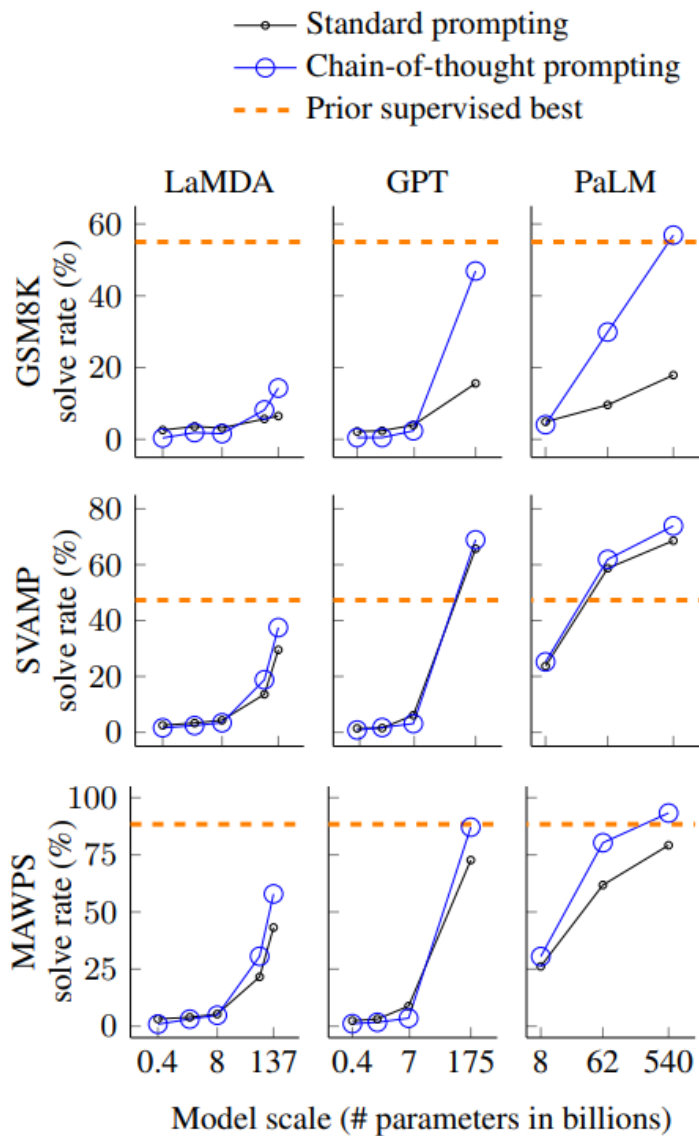 Standard prompting
Chain-of-thought prompting
Prior supervised best
LaMDA GPT PaLM
GSM8K
solve rate (%)
60
40
20
0
SVAMP
solve rate (%)
80
60
40
20
0
MAWPS
solve rate (%)
100
75
50
25
0
0.4 8 137 0.4 7 175 8 62 540
Model scale (# parameters in billions)